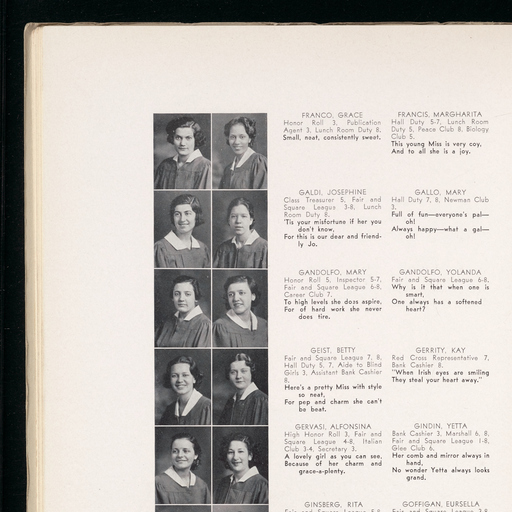 FRANCO, GRACE
Honor Roll 3, Publication
Agent 3, Lunch Room Duty 8.
Small, neat, consistently sweet.
FRANCIS, MARGHARITA
Hall Duty 5-7, Lunch Room
Duty 5, Peace Club 8, Biology
Club 5.
This young Miss is very coy,
And to all she is a joy.
GALDI, JOSEPHINE
Class Treasurer 5, Fair and
Square League 3-8, Lunch
Room Duty 8.
'Tis your misfortune if her you
don't know,
For this is our dear and friend-
ly Jo.
GALLO, MARY
Hall Duty 7, 8, Newman Club
3.
Full of fun—everyone's pal—
oh!
Always happy—what a gal—
oh!
GANDOLFO, MARY
Honor Roll 5, Inspector 5-7,
Fair and Square League 6-8,
Career Club 7.
To high levels she does aspire,
For of hard work she never
does tire.
GANDOLFO, YOLANDA
Fair and Square League 6-8.
Why is it that when one is
smart,
One always has a softened
heart?
GEIST, BETTY
Fair and Square League 7, 8,
Hall Duty 5, 7, Aide to Blind
Girls 3, Assistant Bank Cashier
8.
Here's a pretty Miss with style
so neat,
For pep and charm she can't
be beat.
GERRITY, KAY
Red Cross Representative 7,
Bank Cashier 8.
"When Irish eyes are smiling
They steal your heart away."
GERVASI, ALFONSINA
High Honor Roll 3, Fair and
Square League 4-8, Italian
Club 3-4, Secretary 3.
A lovely girl as you can see,
Because of her charm and
grace-a-plenty.
GINDIN, YETTA
Bank Cashier 3, Marshall 6, 8,
Fair and Square League 1-8,
Glee Club 6.
Her comb and mirror always in
hand,
No wonder Yetta always looks
grand.
GINSBERG, RITA
GOFFIGAN, EURSELLA